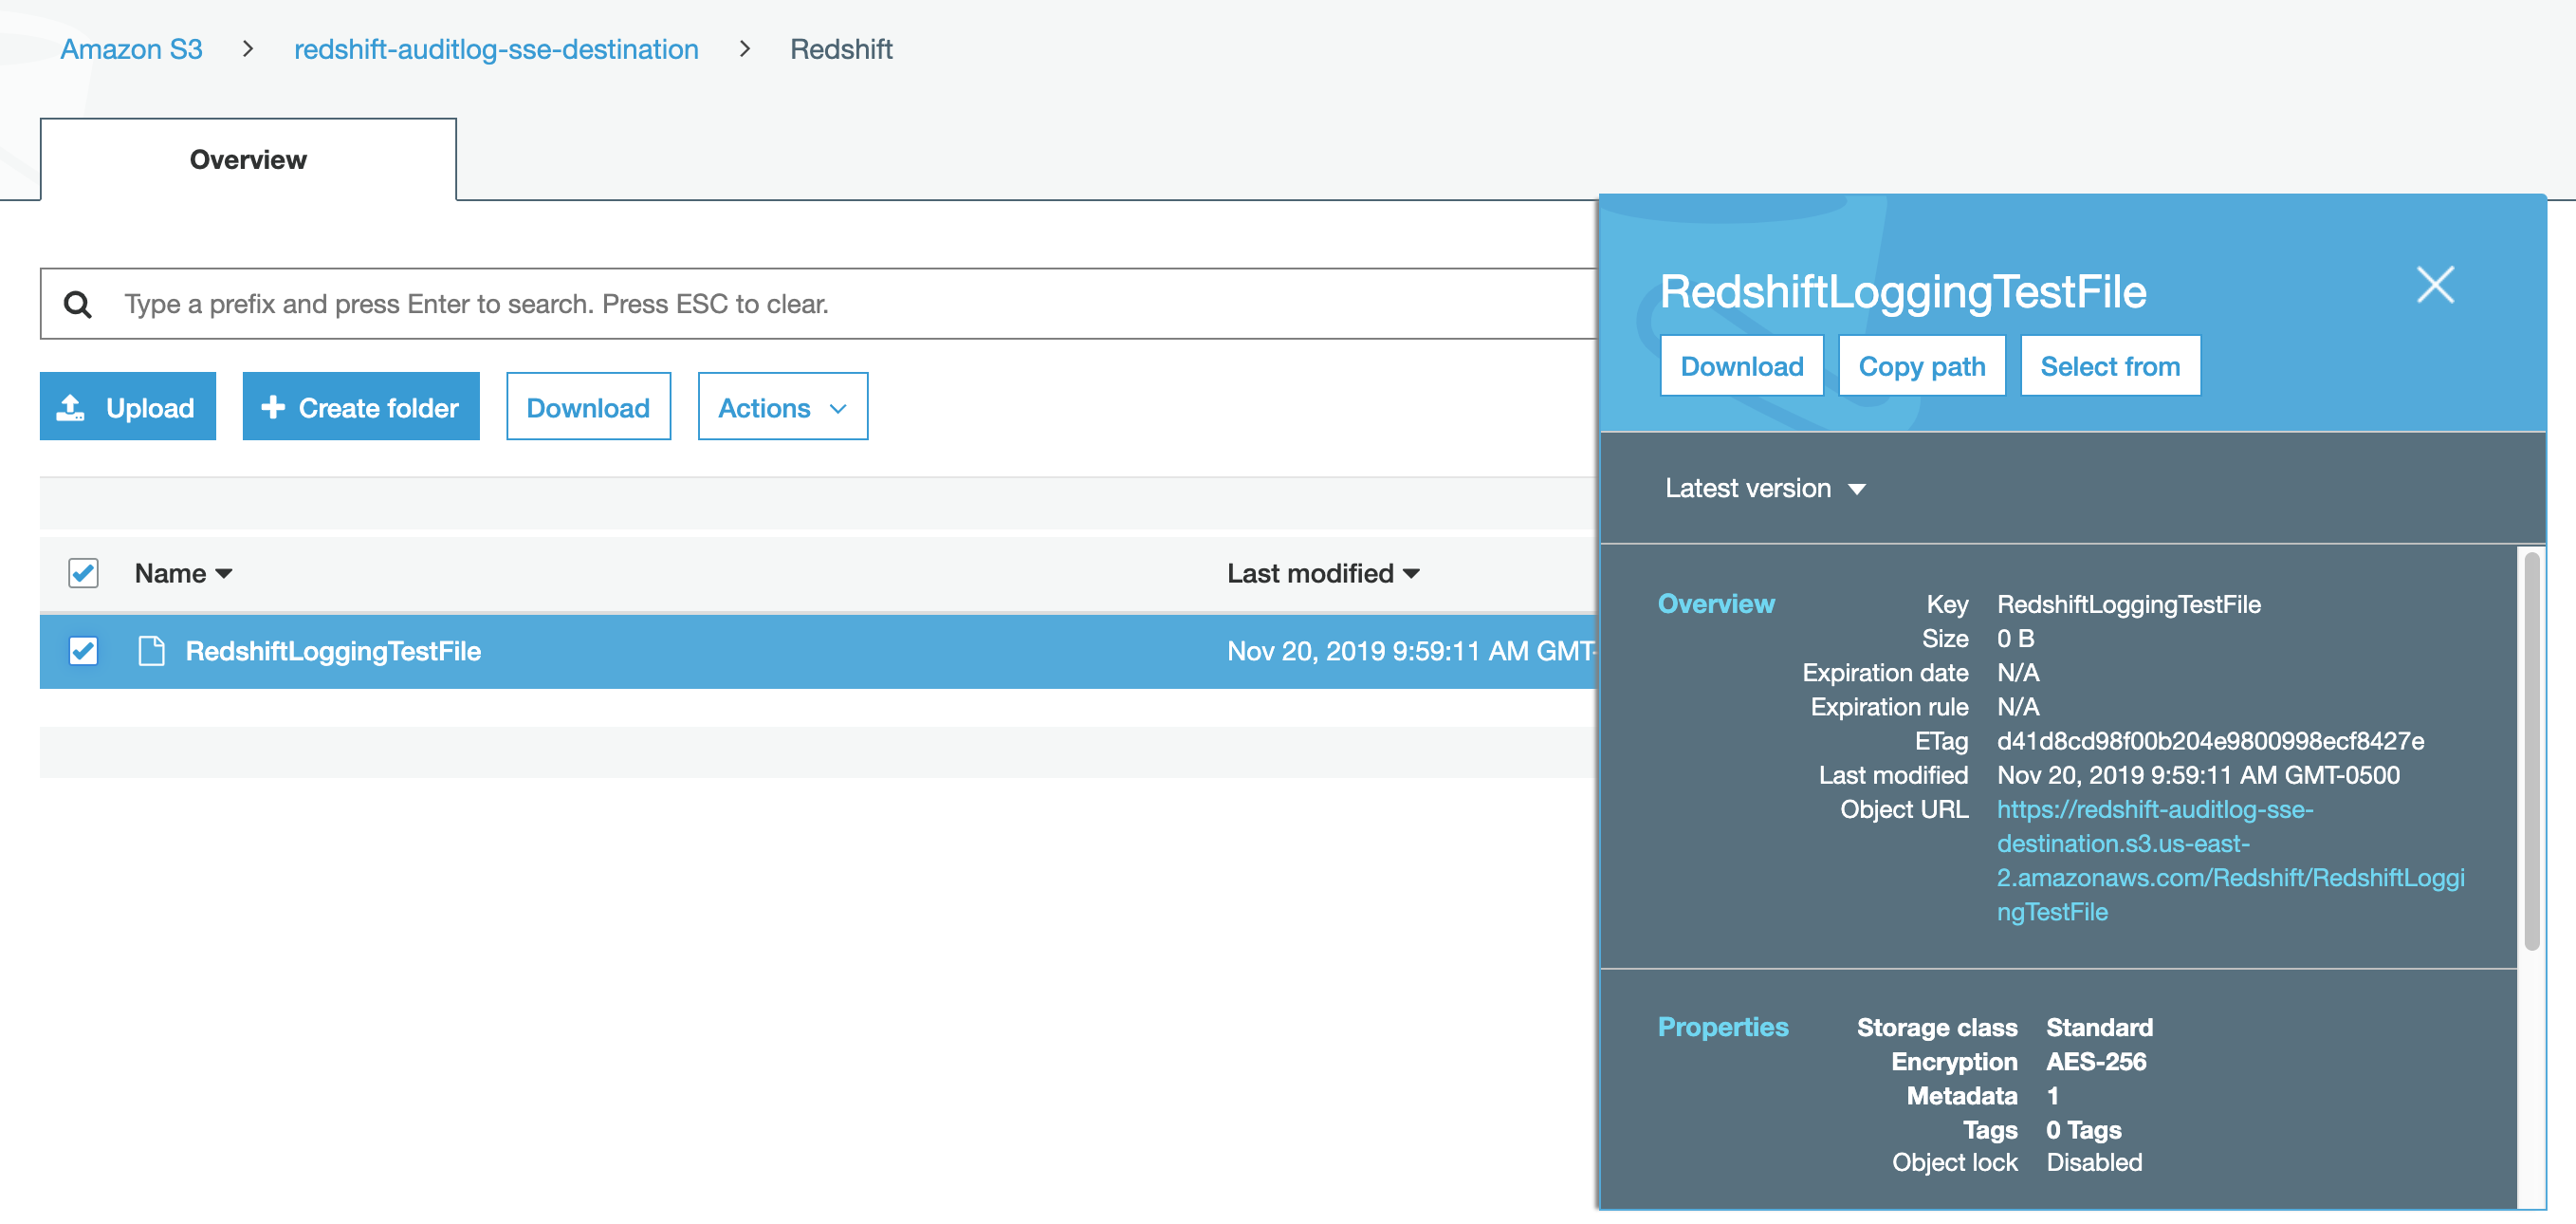 Amazon S3 > redshift-auditlog-sse-destination > Redshift
Overview
Type a prefix and press Enter to search. Press ESC to clear.
Upload
Create folder
Download
Actions
Name
Last modified
RedshiftLoggingTestFile
Nov 20, 2019 9:59:11 AM GMT-
RedshiftLoggingTestFile
Download
Copy path
Select from
Latest version
Overview
Key RedshiftLoggingTestFile
Size 0 B
Expiration date N/A
Expiration rule N/A
ETag d41d8cd98f00b204e9800998ecf8427e
Last modified Nov 20, 2019 9:59:11 AM GMT-0500
Object URL https://redshift-auditlog-sse-
destination.s3.us-east-
2.amazonaws.com/Redshift/RedshiftLoggi
ngTestFile
Properties
Storage class Standard
Encryption AES-256
Metadata 1
Tags 0 Tags
Object lock Disabled